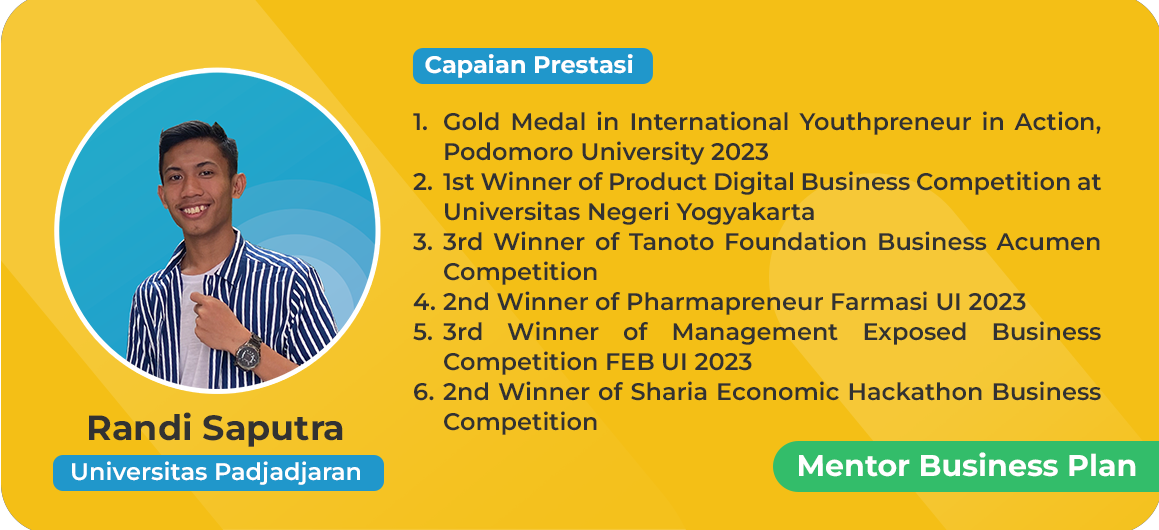 Capaian Prestasi
1. Gold Medal in International Youthpreneur in Action,
Podomoro University 2023
2. 1st Winner of Product Digital Business Competition at
Universitas Negeri Yogyakarta
3. 3rd Winner of Tanoto Foundation Business Acumen
Competition
4. 2nd Winner of Pharmapreneur Farmasi UI 2023
5. 3rd Winner of Management Exposed Business
Competition FEB UI 2023
6. 2nd Winner of Sharia Economic Hackathon Business
Competition
Randi Saputra
Universitas Padjadjaran
Mentor Business Plan